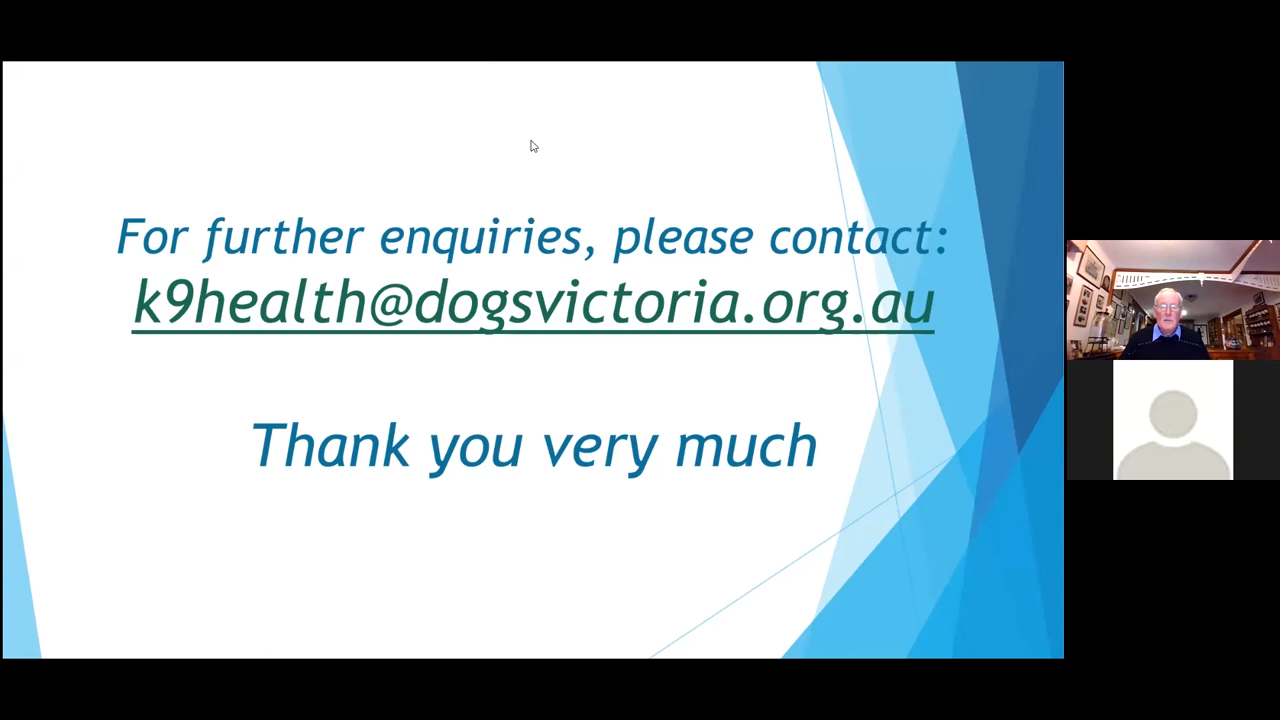 For further enquiries, please contact:
k9health@dogsvictoria.org.au
Thank you very much